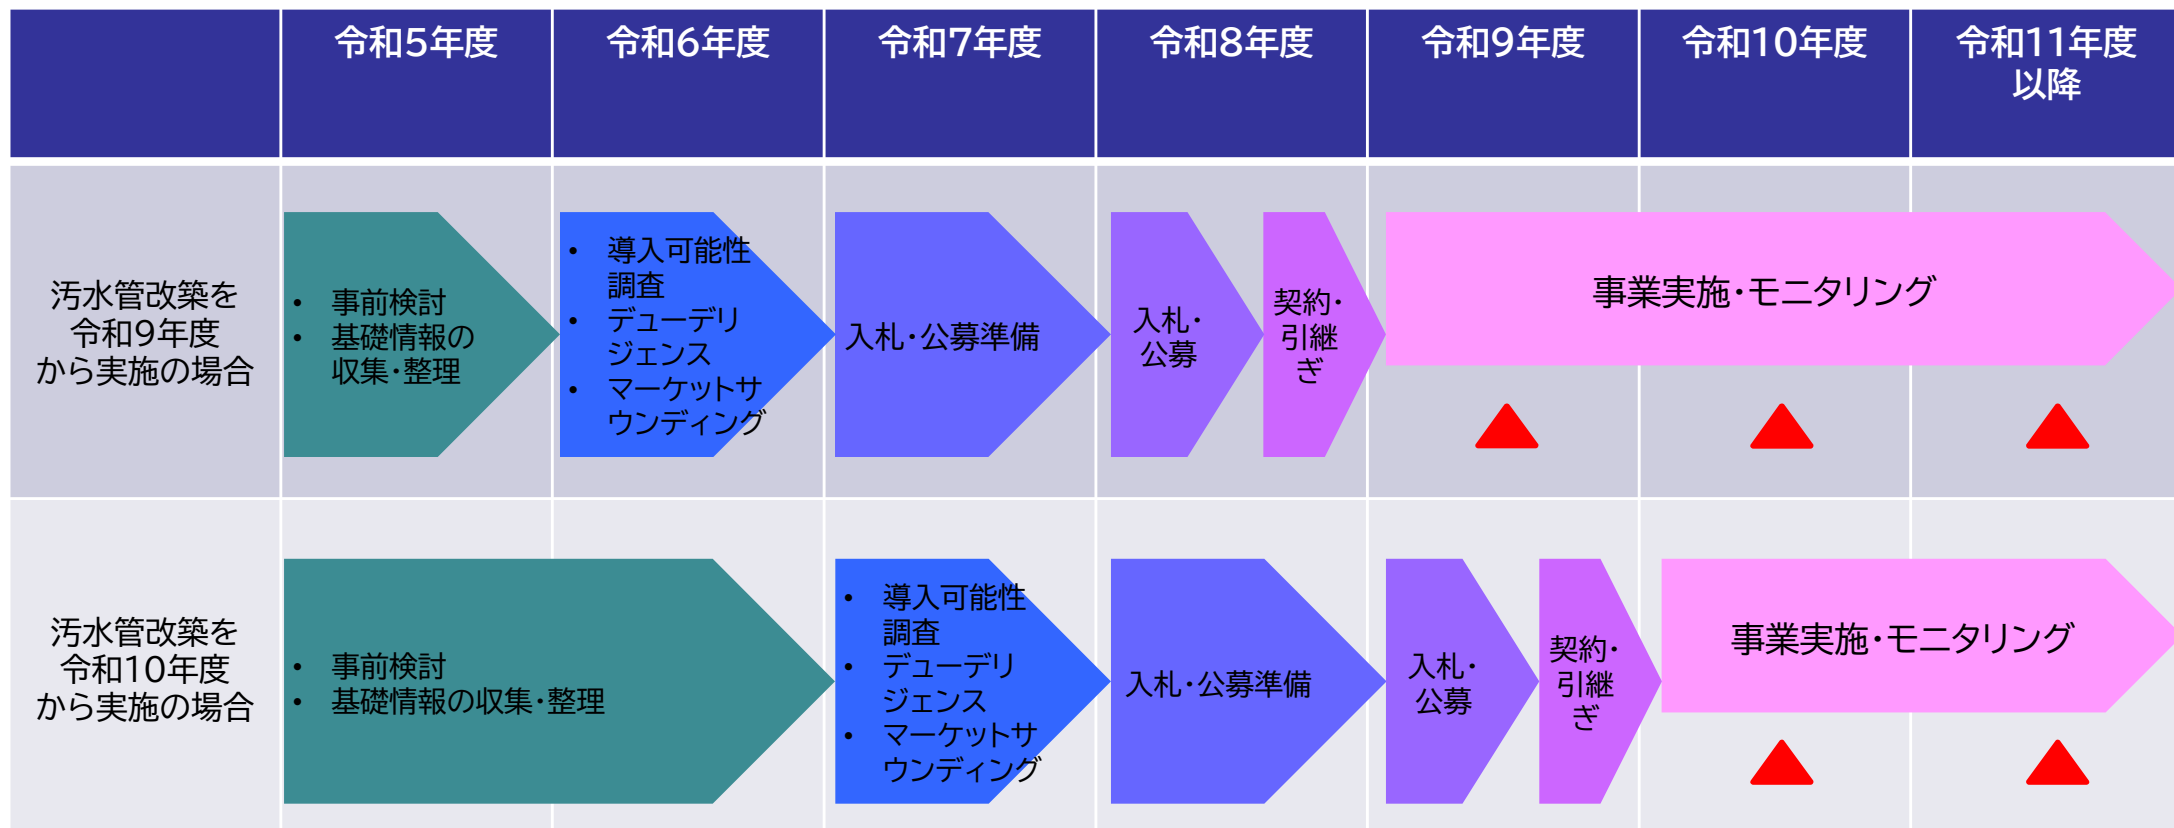 令和5年度
令和6年度
令和7年度
令和8年度
令和9年度
令和10年度
令和11年度
以降
汚水管改築を
令和9年度
から実施の場合
• 事前検討
• 基礎情報の
収集・整理
• 導入可能性
調査
• デューデリ
ジェンス
• マーケットサ
ウンディング
入札・公募準備
入札・
公募
契約・
引継
ぎ
事業実施・モニタリング
汚水管改築を
令和10年度
から実施の場合
• 事前検討
• 基礎情報の収集・整理
• 導入可能性
調査
• デューデリ
ジェンス
• マーケットサ
ウンディング
入札・公募準備
入札・
公募
契約・
引継
ぎ
事業実施・モニタリング